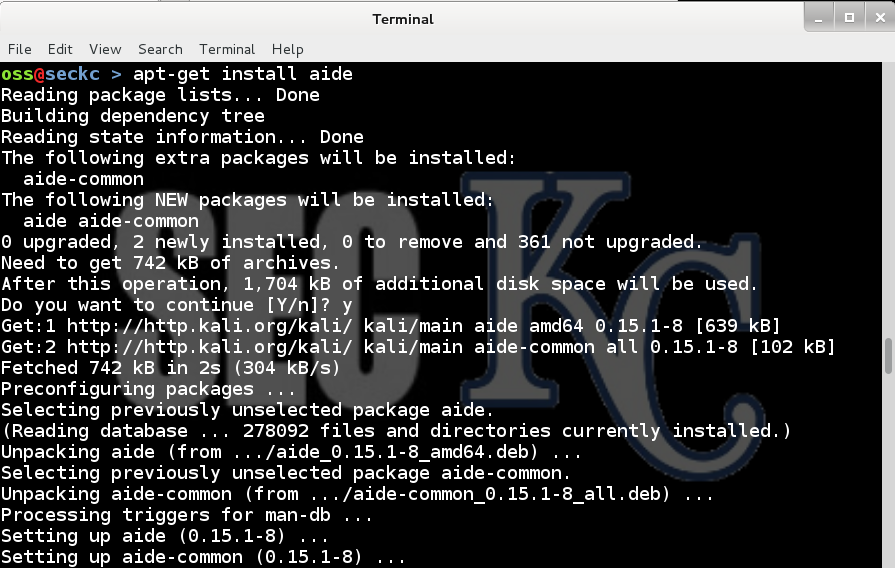 Terminal
File Edit View Search Terminal Help
oss@seckc > apt-get install aide
Reading package lists... Done
Building dependency tree
Reading state information... Done
The following extra packages will be installed:
  aide-common
The following NEW packages will be installed:
  aide aide-common
0 upgraded, 2 newly installed, 0 to remove and 361 not upgraded.
Need to get 742 kB of archives.
After this operation, 1,704 kB of additional disk space will be used.
Do you want to continue [Y/n]? y
Get:1 http://http.kali.org/kali/ kali/main aide amd64 0.15.1-8 [639 kB]
Get:2 http://http.kali.org/kali/ kali/main aide-common all 0.15.1-8 [102 kB]
Fetched 742 kB in 2s (304 kB/s)
Preconfiguring packages ...
Selecting previously unselected package aide.
(Reading database ... 278092 files and directories currently installed.)
Unpacking aide (from .../aide_0.15.1-8_amd64.deb) ...
Selecting previously unselected package aide-common.
Unpacking aide-common (from .../aide-common_0.15.1-8_all.deb) ...
Processing triggers for man-db ...
Setting up aide (0.15.1-8) ...
Setting up aide-common (0.15.1-8) ...
SEC KC